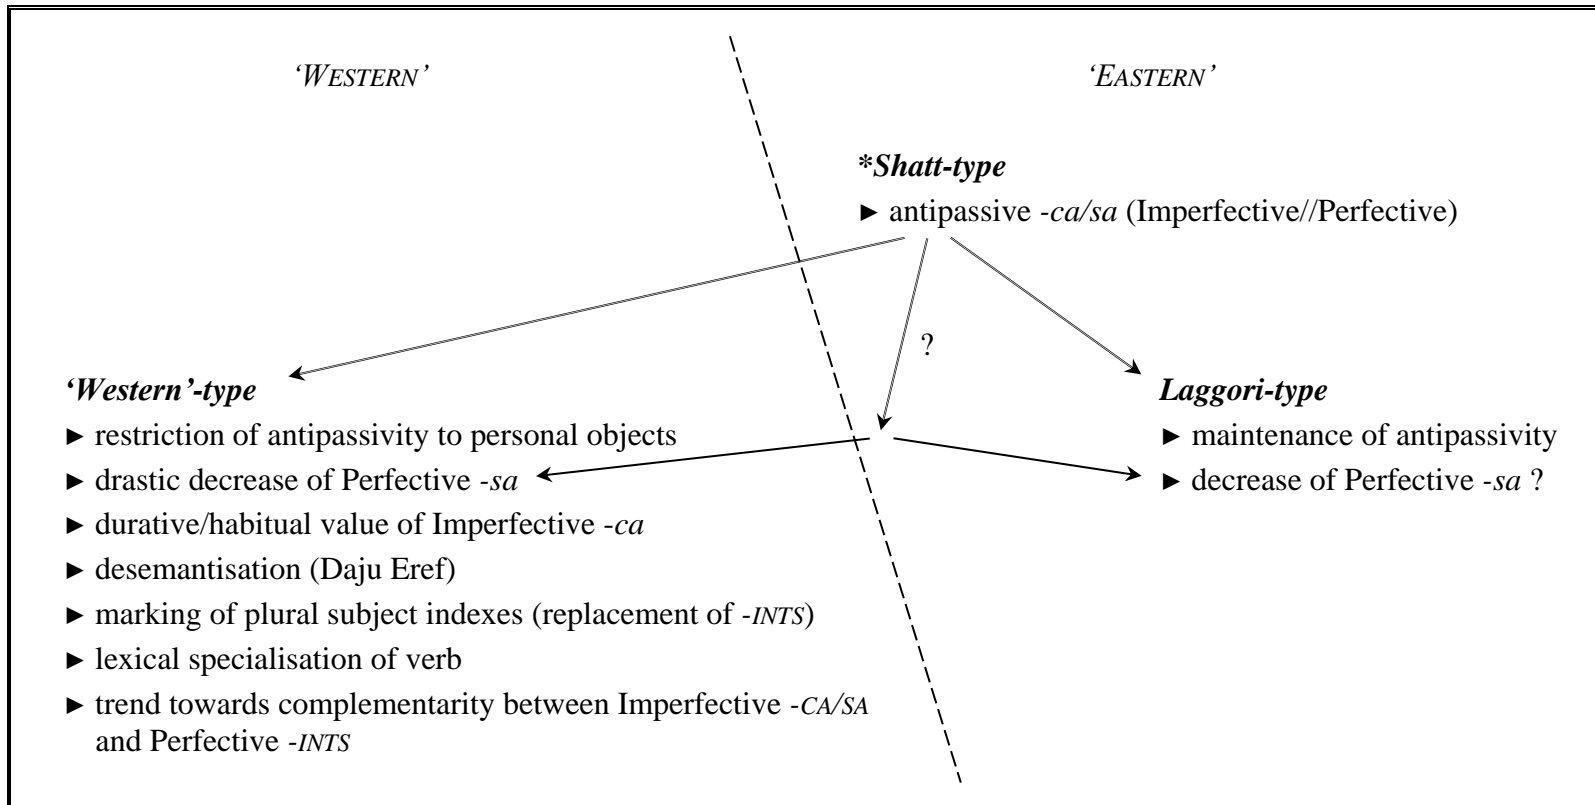 ‘WESTERN’
‘EASTERN’
*Shatt-type
► antipassive -ca/sa (Imperfective//Perfective)
?
‘Western’-type
► restriction of antipassivity to personal objects
► drastic decrease of Perfective -sa
► durative/habitual value of Imperfective -ca
► desemantisation (Daju Eref)
► marking of plural subject indexes (replacement of -INTS)
► lexical specialisation of verb
► trend towards complementarity between Imperfective -CA/SA
and Perfective -INTS
Laggori-type
► maintenance of antipassivity
► decrease of Perfective -sa ?